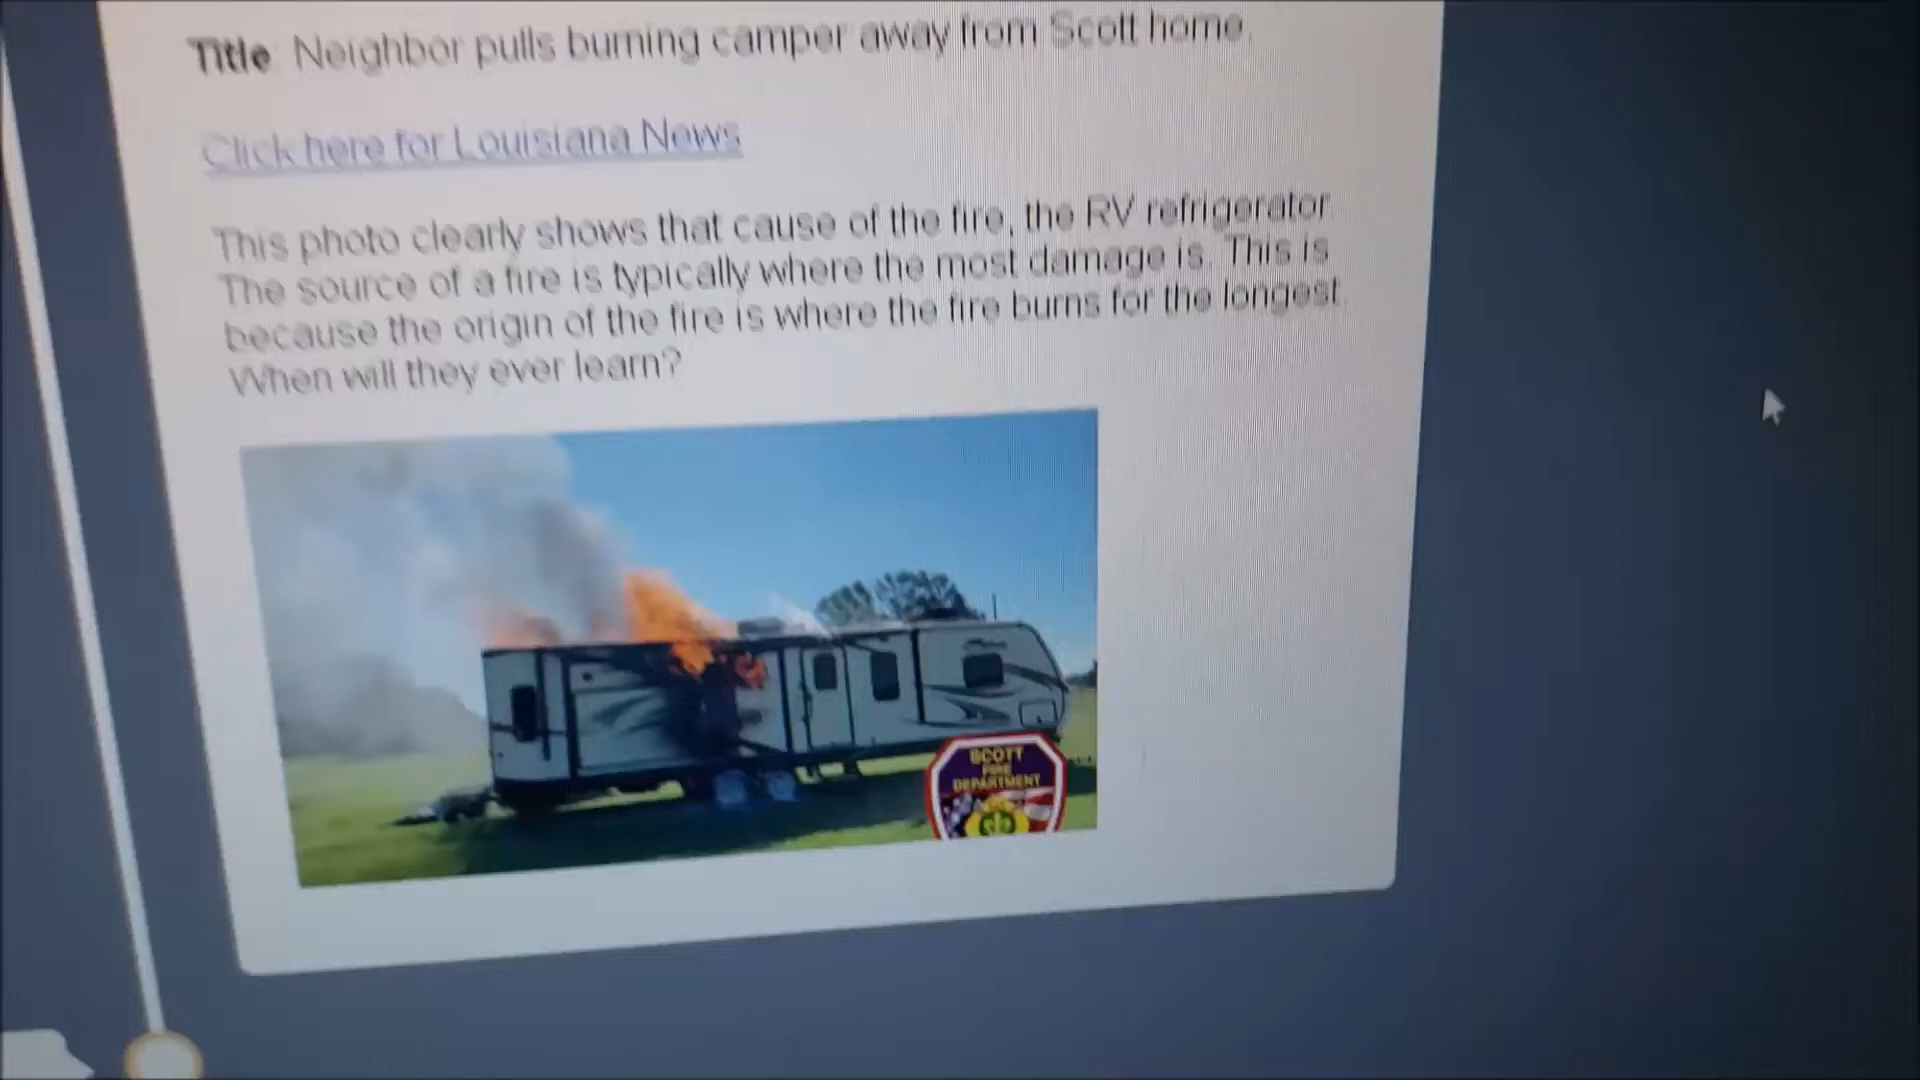 Title Neighbor pulls burning camper away from Scott home.
Click here for Louisiana News
This photo clearly shows that cause of the fire, the RV refrigerator.
The source of a fire is typically where the most damage is. This is
because the origin of the fire is where the fire burns for the longest.
When will they ever learn?
SCOTT
FIRE
DEPARTMENT